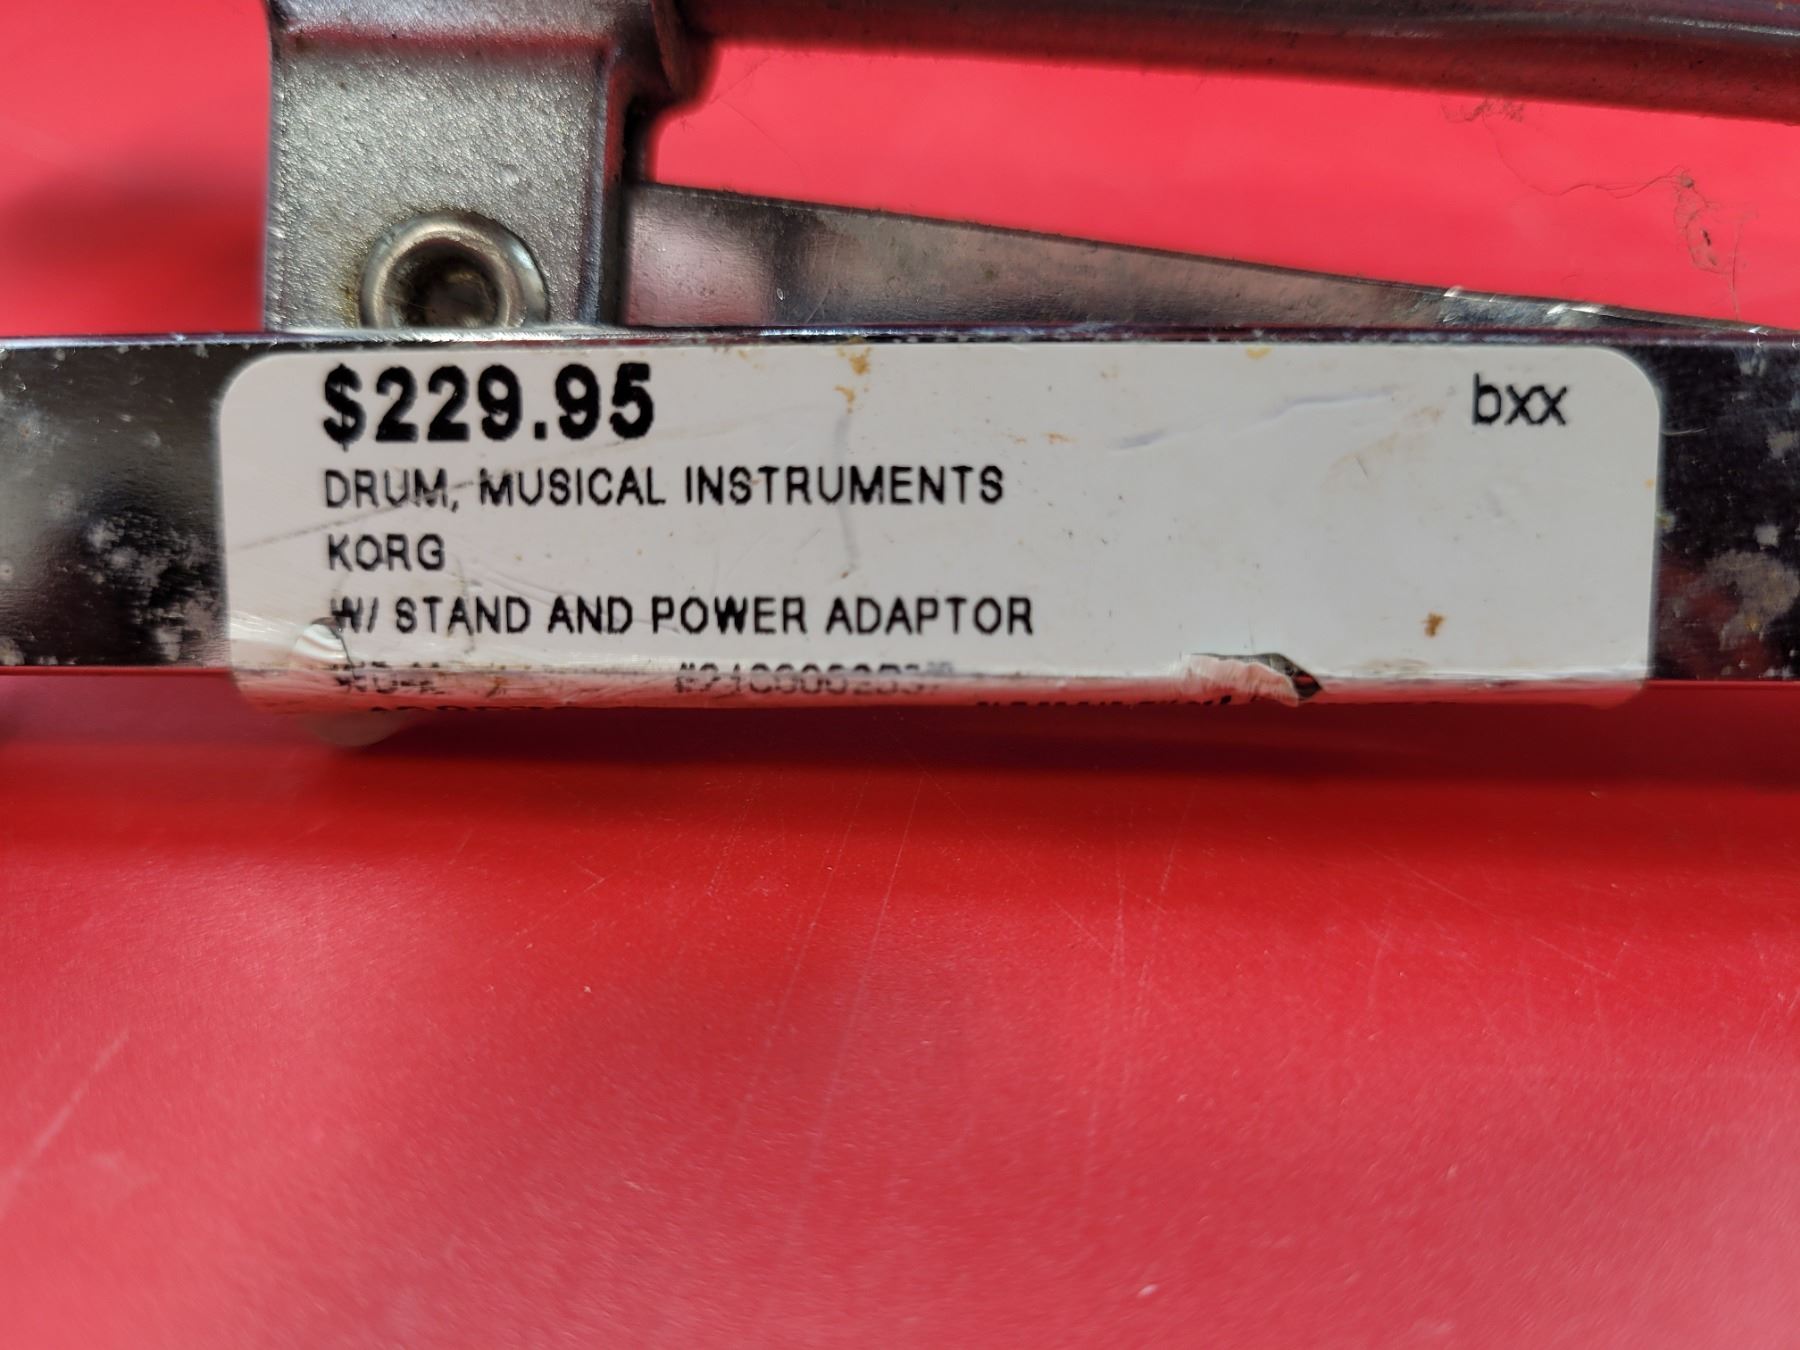 $229.95 bxx
DRUM, MUSICAL INSTRUMENTS
KORG
W/ STAND AND POWER ADAPTOR